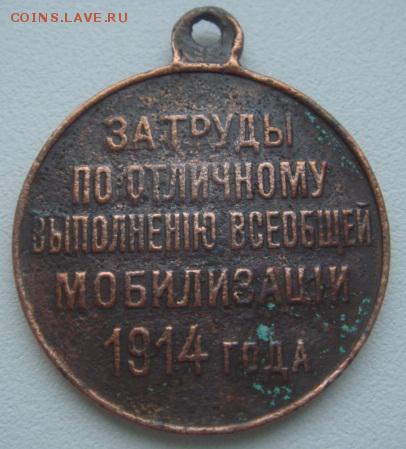 COINS.LAVE.RU
ЗА ТРУДЫ
ПО ОТЛИЧНОМУ
ВЫПОЛНЕНІЮ ВСЕОБЩЕЙ
МОБИЛИЗАЦІИ
1914 ГОДА